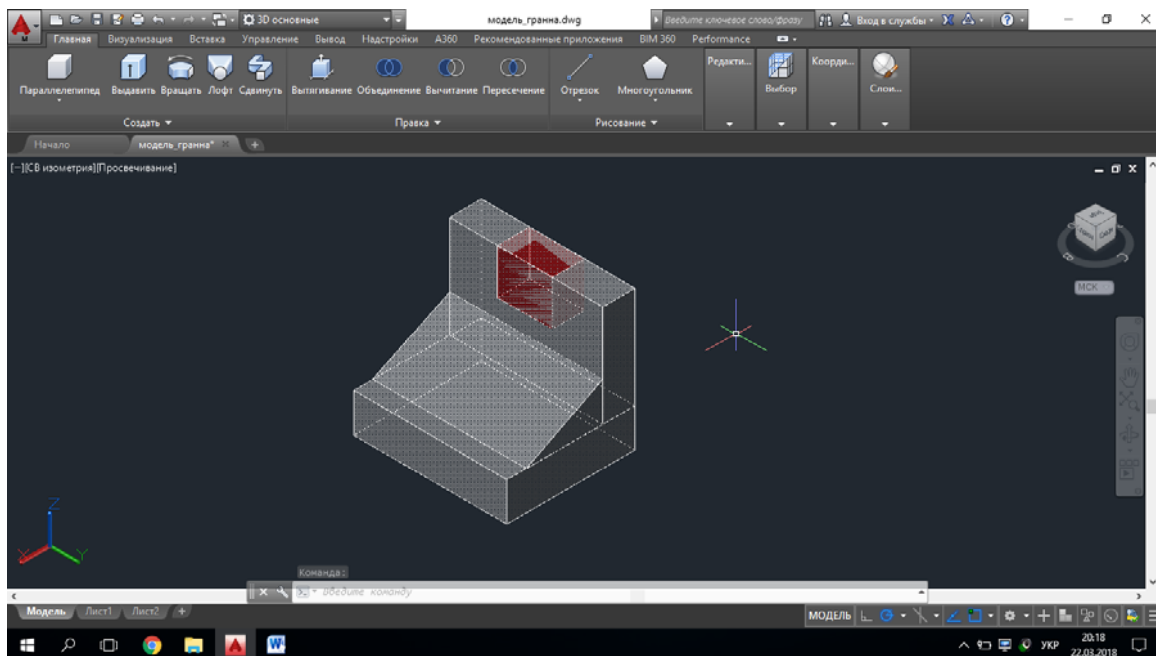 3D основные
модель_гранна.dwg
Введите ключевое слово/фразу
Вход в службы
Главная Визуализация Вставка Управление Вывод Надстройки A360 Рекомендованные приложения BIM 360 Performance
Параллелепипед Выдавить Вращать Лофт Сдвинуть Вытягивание Объединение Вычитание Пересечение Отрезок Многоугольник Редакти... Выбор Коорди... Слои...
Создать Правка Рисование
Начало модель_гранна*
[−][СВ изометрия][Просвечивание]
МСК
Z
X Y
Команда:
Введите команду
Модель Лист1 Лист2 +
МОДЕЛЬ
УКР 20:18
22.03.2018